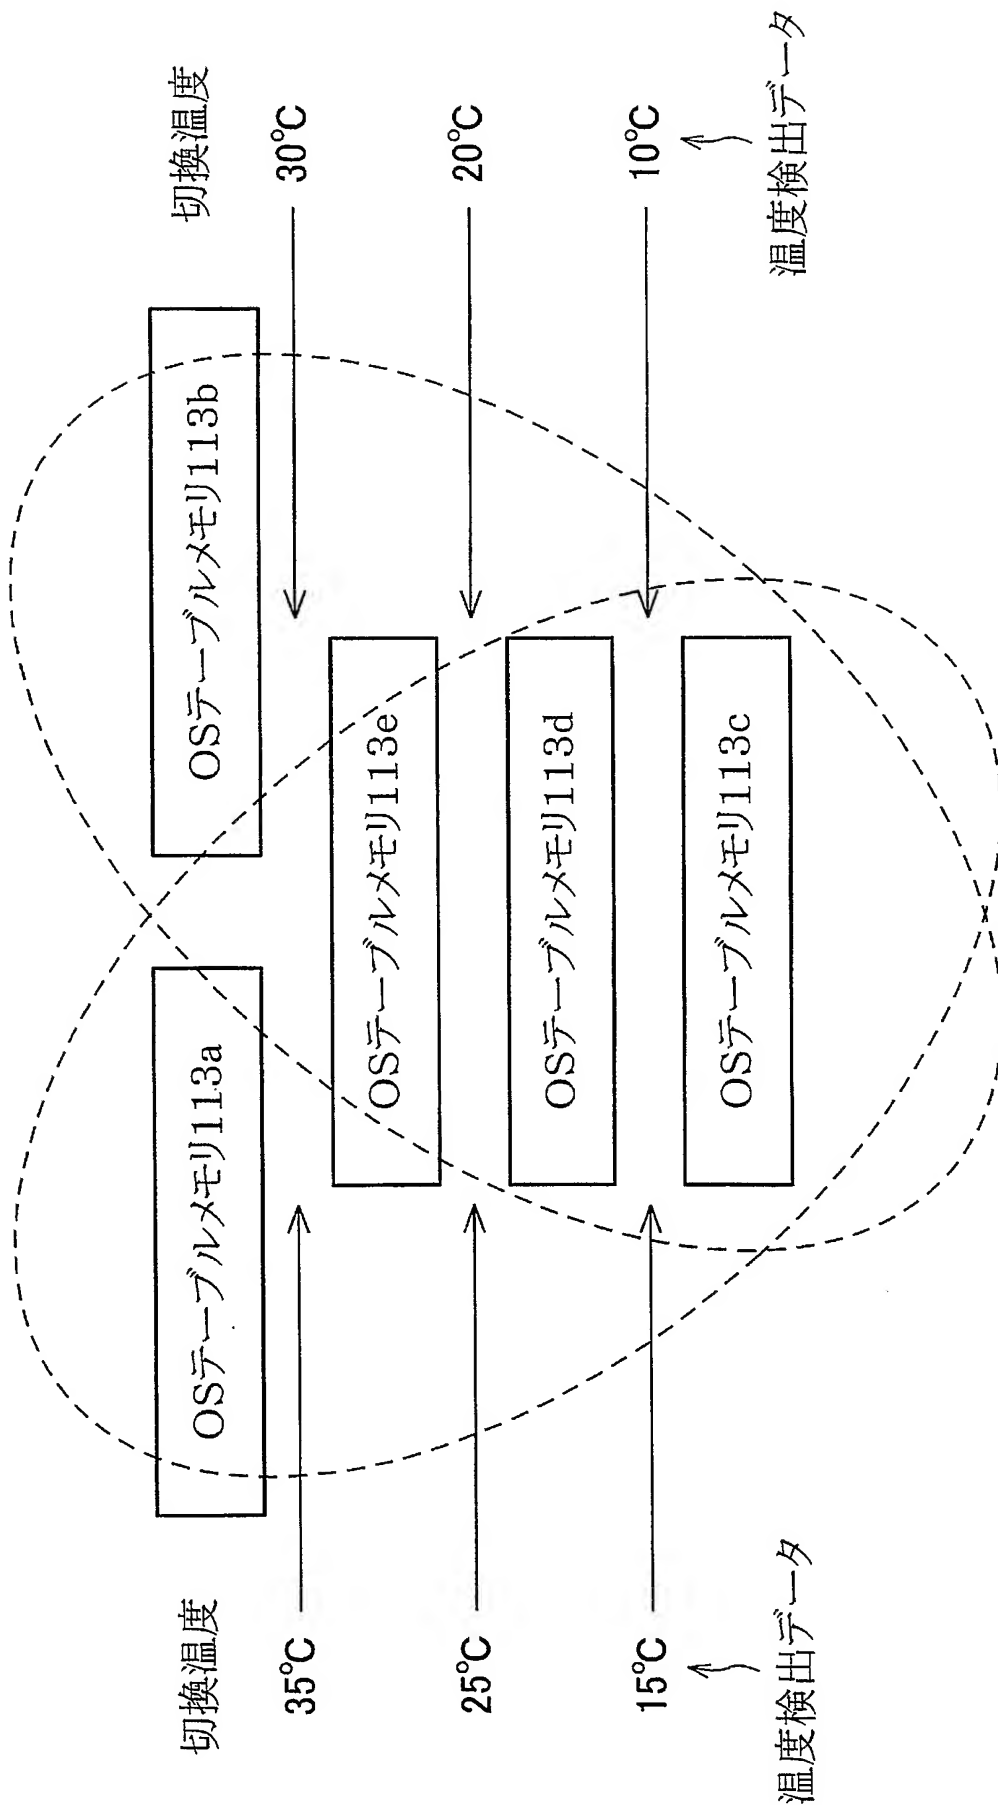 切換温度
OSテーブルメモリ113a
OSテーブルメモリ113b
切換温度
35°C
30°C
OSテーブルメモリ113e
25°C
20°C
OSテーブルメモリ113d
15°C
10°C
OSテーブルメモリ113c
温度検出データ
温度検出データ